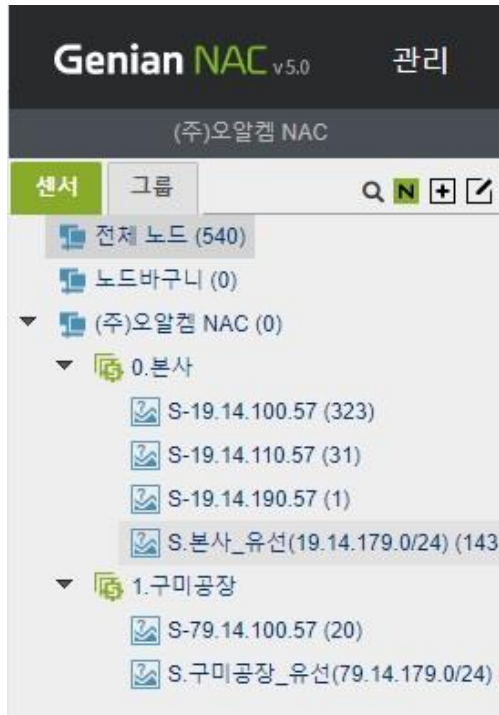 Genian NAC v5.0 관리
(주)오알켐 NAC
센서 그룹 N
전체 노드 (540)
노드바구니 (0)
(주)오알켐 NAC (0)
0.본사
S-19.14.100.57 (323)
S-19.14.110.57 (31)
S-19.14.190.57 (1)
S.본사_유선(19.14.179.0/24) (143
1.구미공장
S-79.14.100.57 (20)
S.구미공장_유선(79.14.179.0/24)